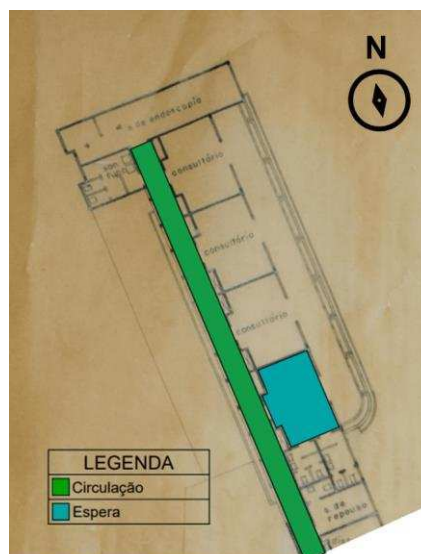 N
s. de endoscopia
consultório
consultório
consultório
s. de
repouso
LEGENDA
Circulação
Espera